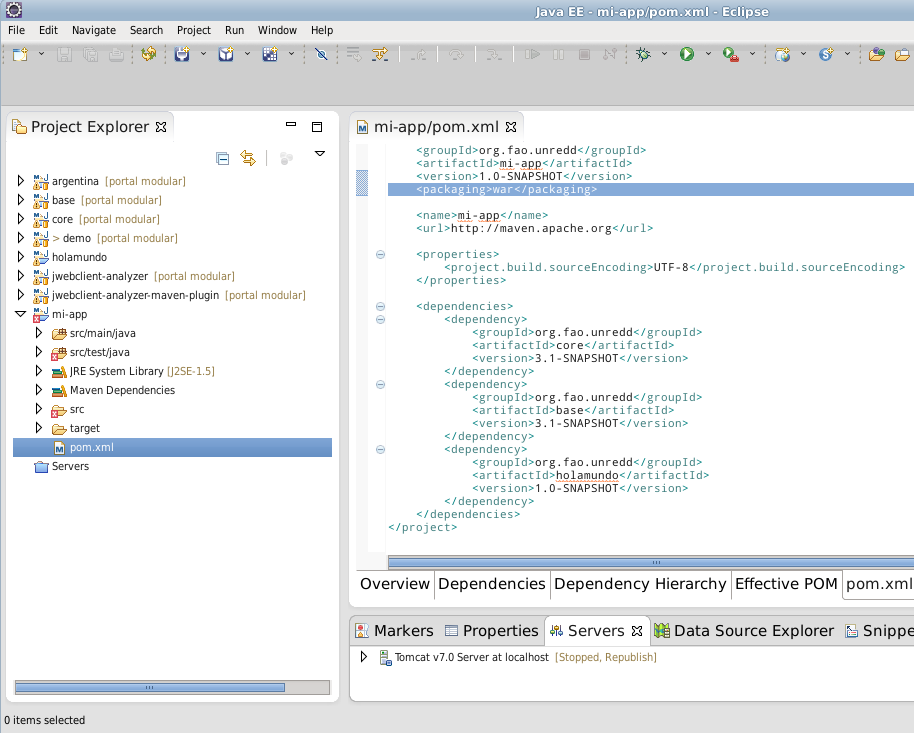 Java EE - mi-app/pom.xml - Eclipse
File Edit Navigate Search Project Run Window Help
Project Explorer
argentina [portal modular]
base [portal modular]
core [portal modular]
> demo [portal modular]
holamundo
jwebclient-analyzer [portal modular]
jwebclient-analyzer-maven-plugin [portal modular]
mi-app
src/main/java
src/test/java
JRE System Library [J2SE-1.5]
Maven Dependencies
src
target
pom.xml
Servers
mi-app/pom.xml
<groupId>org.fao.unredd</groupId>
<artifactId>mi-app</artifactId>
<version>1.0-SNAPSHOT</version>
<packaging>war</packaging>
<name>mi-app</name>
<url>http://maven.apache.org</url>
<properties>
<project.build.sourceEncoding>UTF-8</project.build.sourceEncoding>
</properties>
<dependencies>
<dependency>
<groupId>org.fao.unredd</groupId>
<artifactId>core</artifactId>
<version>3.1-SNAPSHOT</version>
</dependency>
<dependency>
<groupId>org.fao.unredd</groupId>
<artifactId>base</artifactId>
<version>3.1-SNAPSHOT</version>
</dependency>
<dependency>
<groupId>org.fao.unredd</groupId>
<artifactId>holamundo</artifactId>
<version>1.0-SNAPSHOT</version>
</dependency>
</dependencies>
</project>
Overview Dependencies Dependency Hierarchy Effective POM pom.xml
Markers Properties Servers Data Source Explorer Snippe
Tomcat v7.0 Server at localhost [Stopped, Republish]
0 items selected